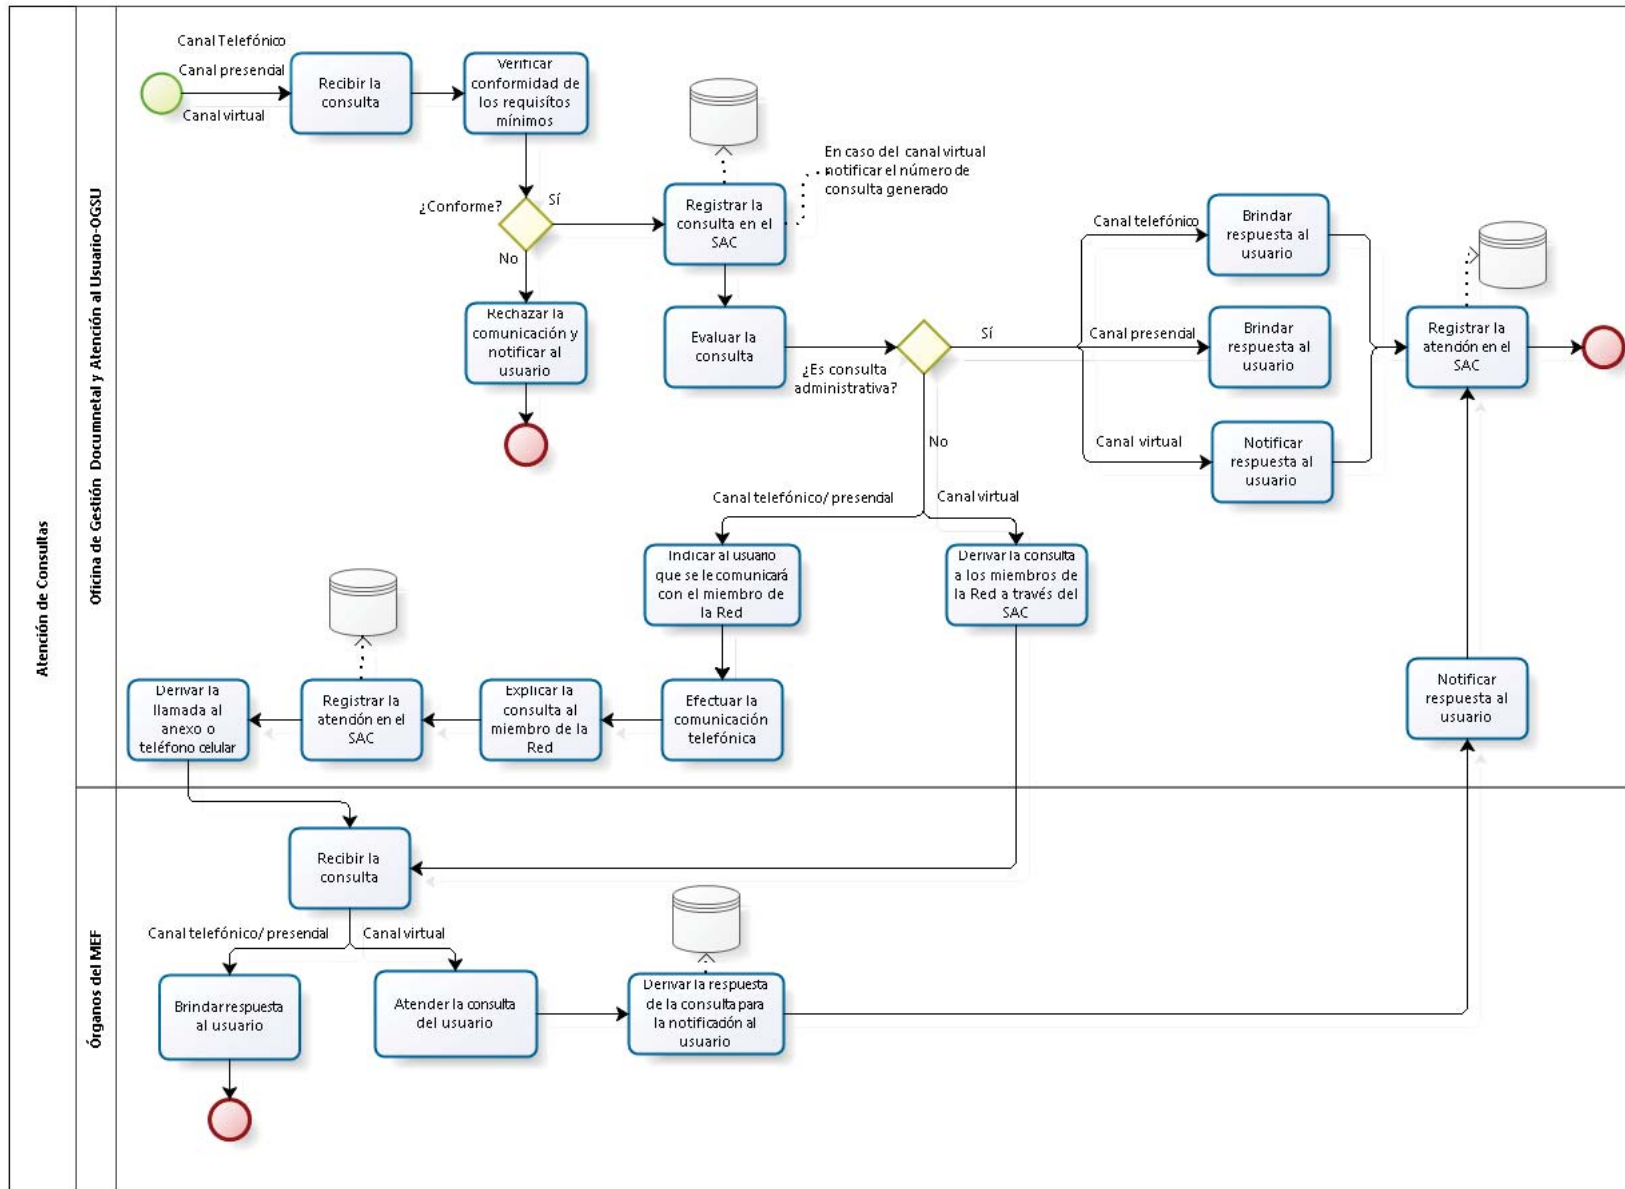 Atención de Consultas
Oficina de Gestión Documnetal y Atención al Usuario-OGSU
Canal Telefónico
Canal presencial
Canal virtual
Recibir la
consulta
Verificar
conformidad de
los requisítos
mínimos
¿Conforme?
Sí
No
Registrar la
consulta en el
SAC
En caso del canal virtual
notificar el número de
consulta generado
Rechazar la
comunicación y
notificar al
usuario
Evaluar la
consulta
¿Es consulta
administrativa?
Sí
No
Canal telefónico
Brindar
respuesta al
usuario
Canal presencial
Brindar
respuesta al
usuario
Canal virtual
Notificar
respuesta al
usuario
Registrar la
atención en el
SAC
Canal teléfonico/ presencial
Canal virtual
Indicar al usuario
que se le comunicará
con el miembro de
la Red
Derivar la consulta
a los miembros de
la Red a través del
SAC
Derivar la
llamada al
anexo o
teléfono celular
Registrar la
atención en el
SAC
Explicar la
consulta al
miembro de la
Red
Efectuar la
comunicación
telefónica
Notificar
respuesta al
usuario
Órganos del MEF
Recibir la
consulta
Canal teléfonico/ presencial
Canal virtual
Brindar respuesta
al usuario
Atender la consulta
del usuario
Derivar la respuesta
de la consulta para
la notificación al
usuario